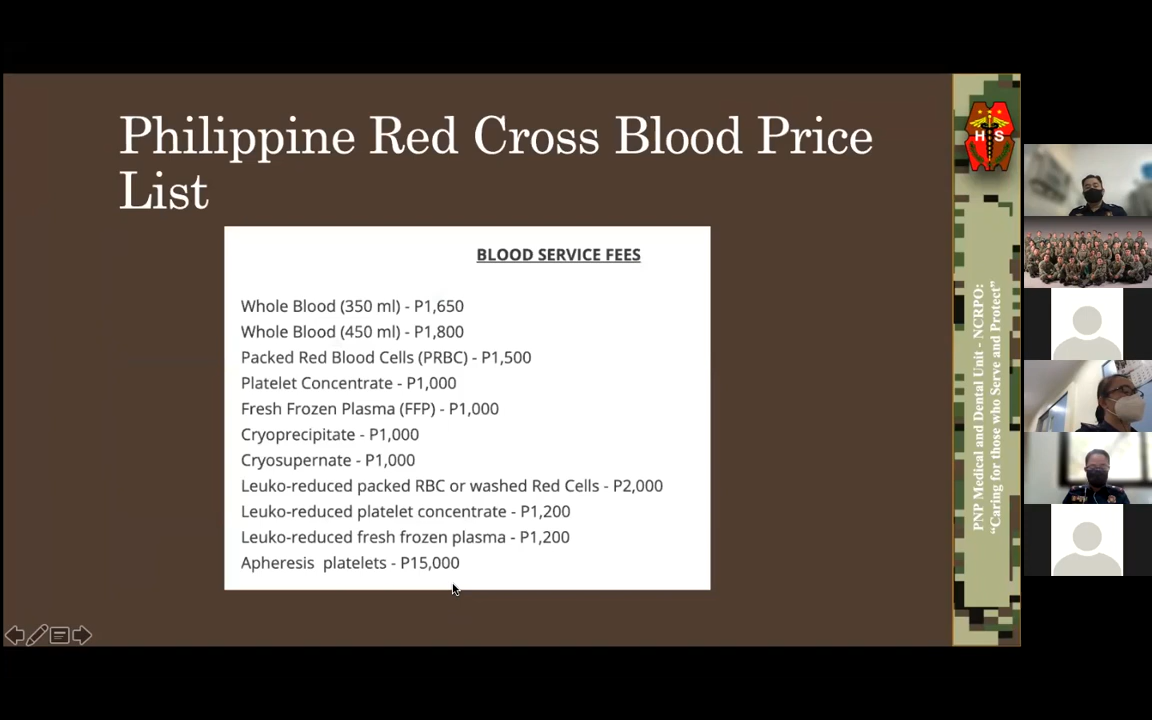 Philippine Red Cross Blood Price
List
BLOOD SERVICE FEES
Whole Blood (350 ml) - P1,650
Whole Blood (450 ml) - P1,800
Packed Red Blood Cells (PRBC) - P1,500
Platelet Concentrate - P1,000
Fresh Frozen Plasma (FFP) - P1,000
Cryoprecipitate - P1,000
Cryosupernate - P1,000
Leuko-reduced packed RBC or washed Red Cells - P2,000
Leuko-reduced platelet concentrate - P1,200
Leuko-reduced fresh frozen plasma - P1,200
Apheresis  platelets - P15,000
H S
PNP Medical and Dental Unit - NCRPO:
“Caring for those who Serve and Protect”